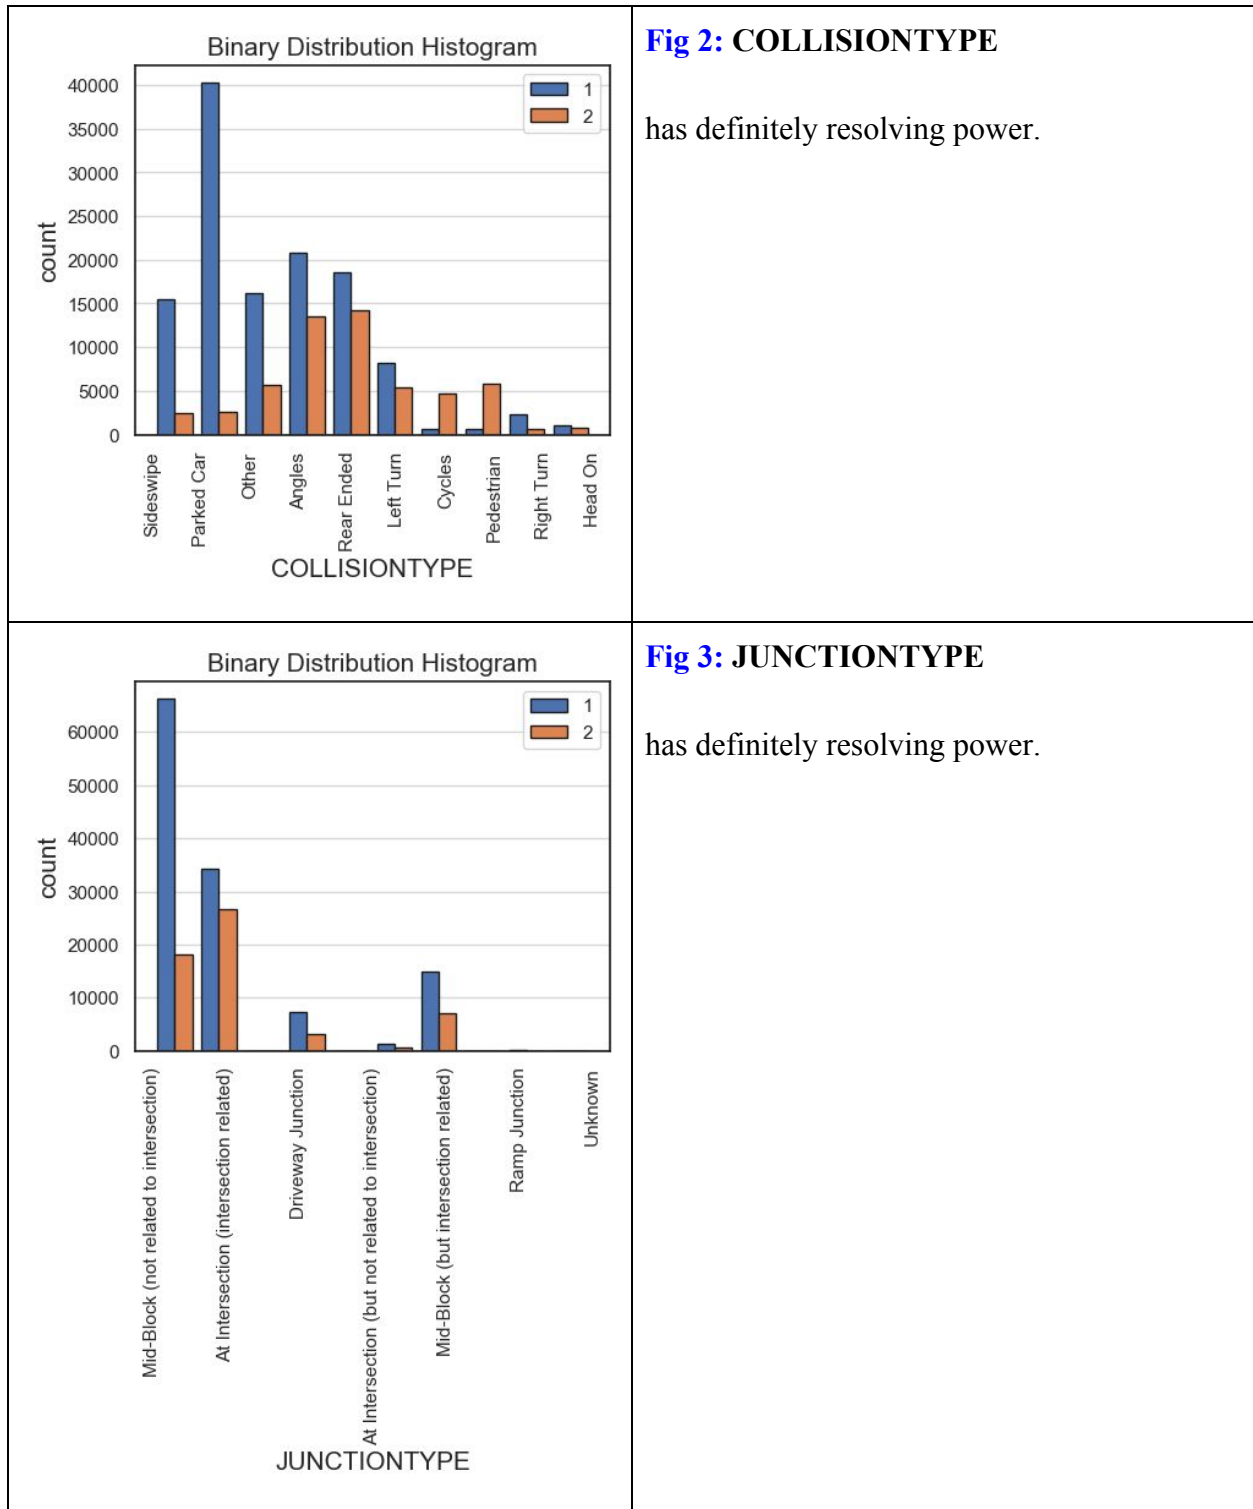 Binary Distribution Histogram
1
2
count
40000
35000
30000
25000
20000
15000
10000
5000
0
Sideswipe
Parked Car
Other
Angles
Rear Ended
Left Turn
Cycles
Pedestrian
Right Turn
Head On
COLLISIONTYPE
Fig 2: COLLISIONTYPE
has definitely resolving power.
Binary Distribution Histogram
1
2
count
60000
50000
40000
30000
20000
10000
0
Mid-Block (not related to intersection)
At Intersection (intersection related)
Driveway Junction
At Intersection (but not related to intersection)
Mid-Block (but intersection related)
Ramp Junction
Unknown
JUNCTIONTYPE
Fig 3: JUNCTIONTYPE
has definitely resolving power.